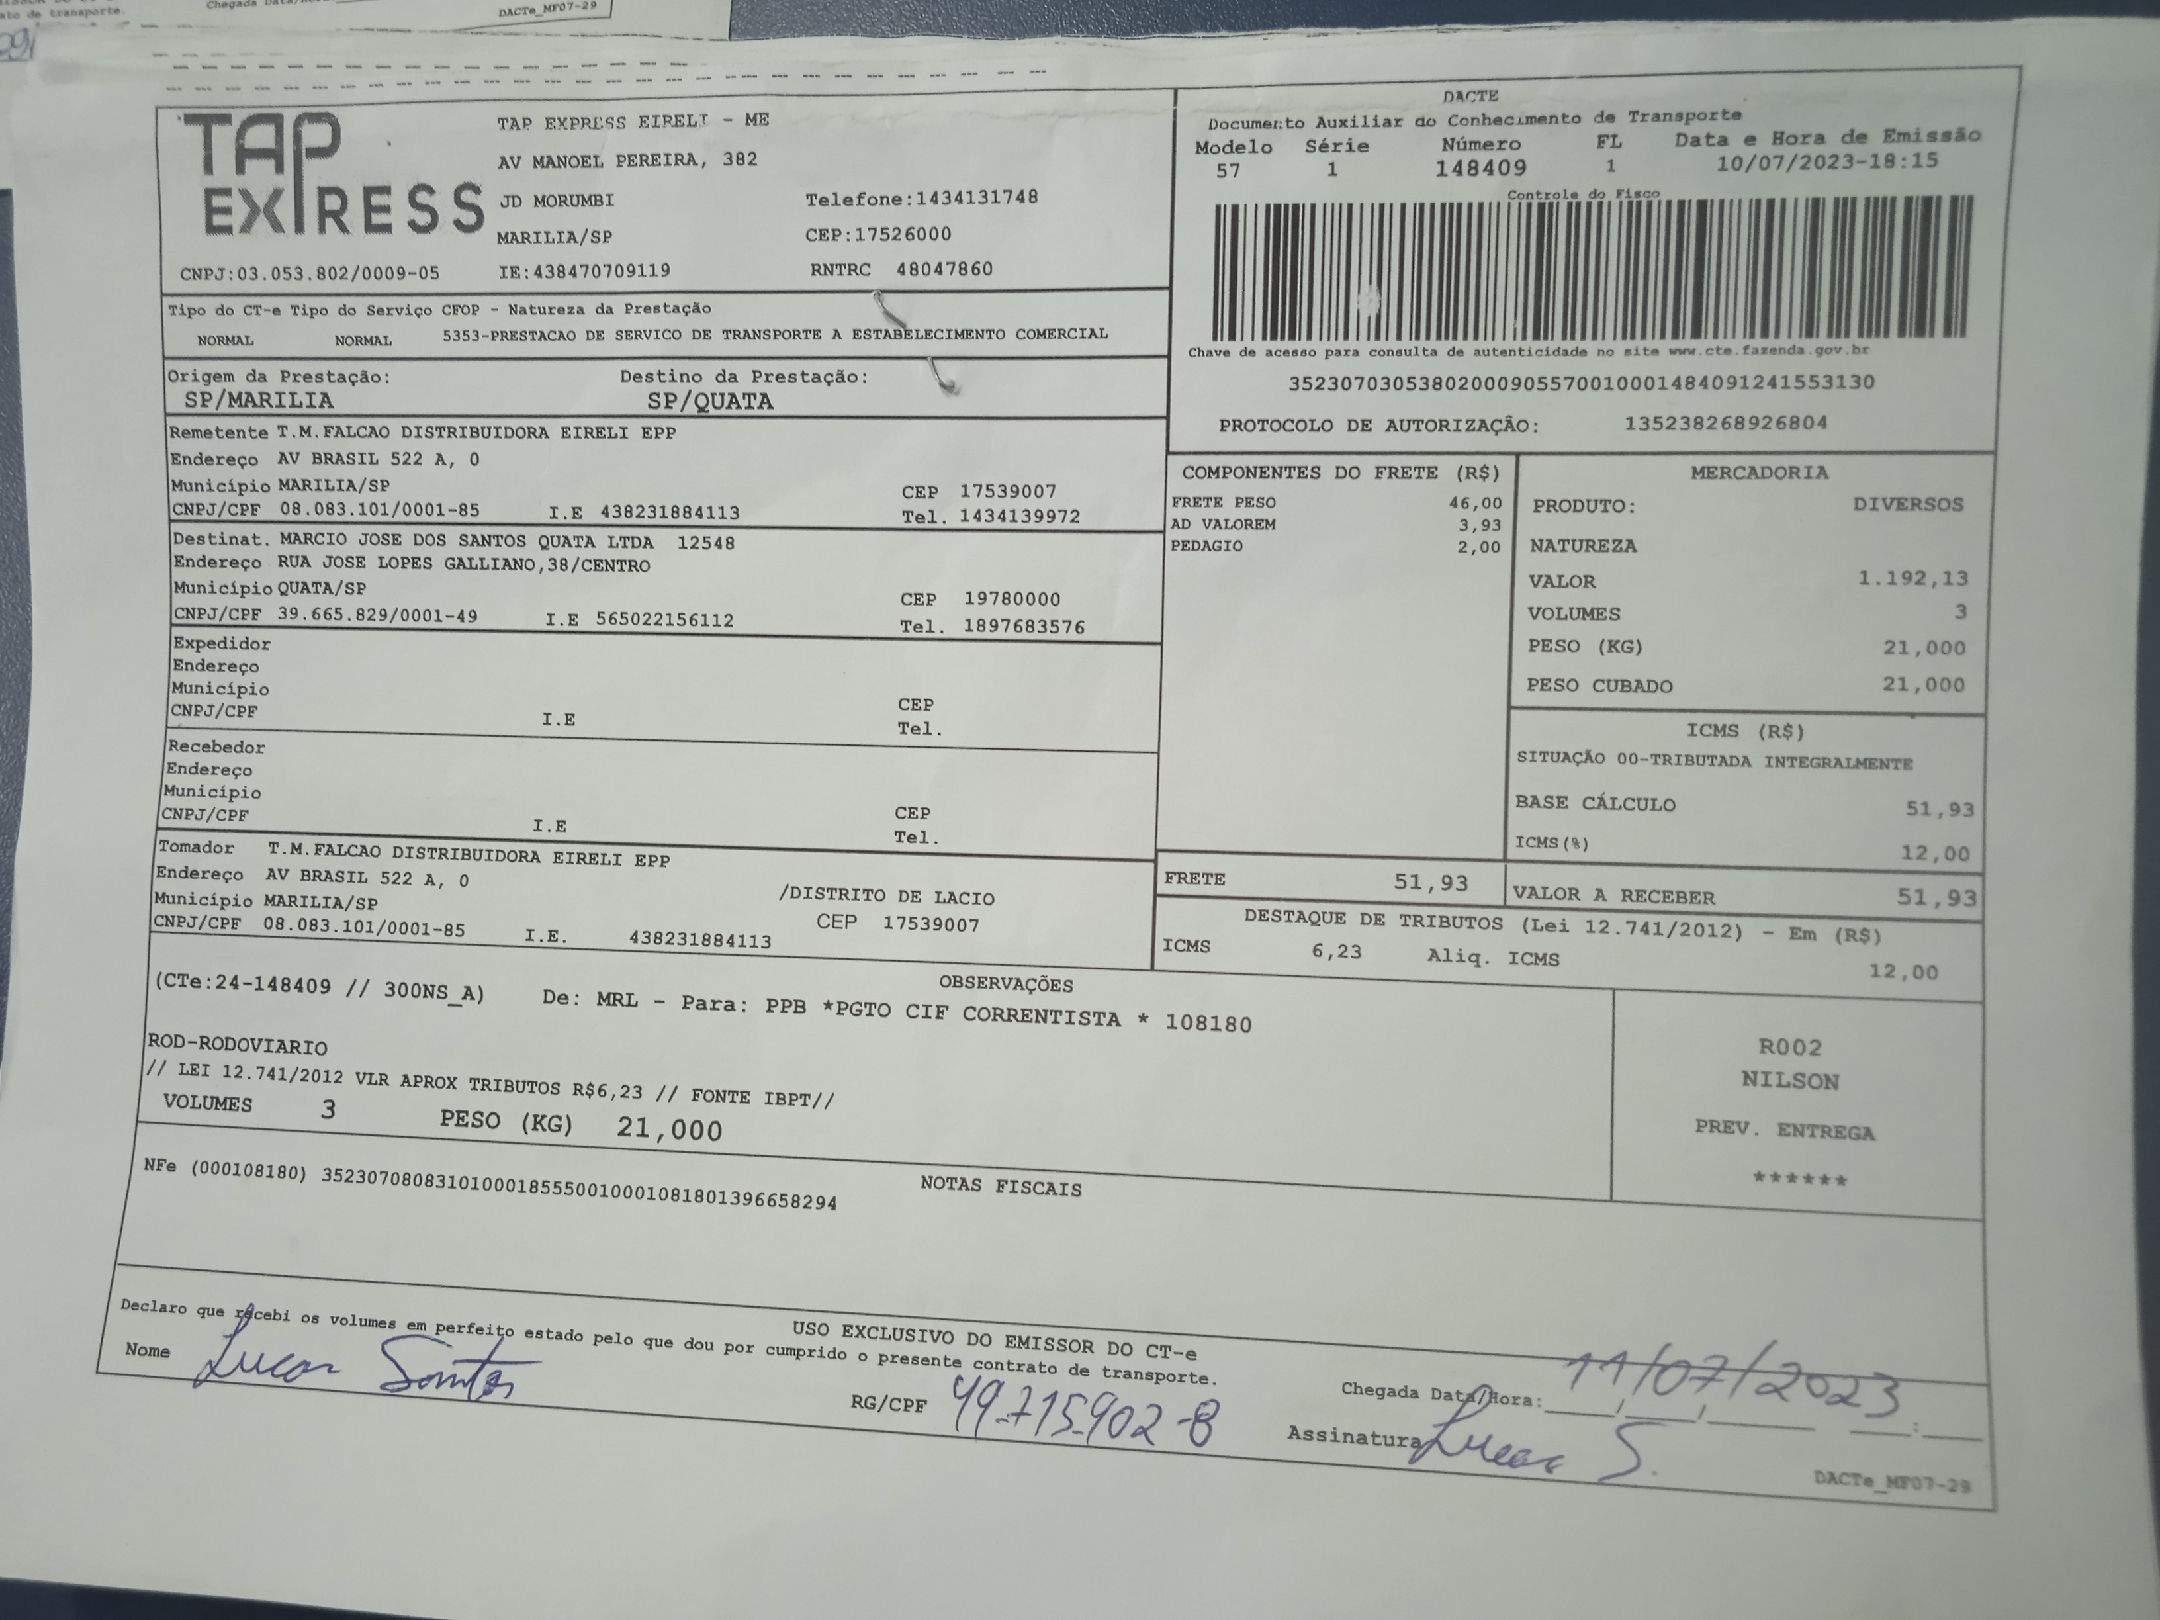 Chegada Data/
ato de transporte.
DACTe_MF07-29
TAP
EXPRESS
TAP EXPRESS EIRELI - ME
AV MANOEL PEREIRA, 382
JD MORUMBI Telefone:1434131748
MARILIA/SP CEP:17526000
CNPJ:03.053.802/0009-05 IE:438470709119 RNTRC 48047860
DACTE
Documento Auxiliar do Conhecimento de Transporte
Modelo Série Número FL Data e Hora de Emissão
57 1 148409 1 10/07/2023-18:15
Controle do Fisco
Chave de acesso para consulta de autenticidade no site www.cte.fazenda.gov.br
35230703053802000905570010001484091241553130
PROTOCOLO DE AUTORIZAÇÃO: 135238268926804
Tipo do CT-e Tipo do Serviço CFOP - Natureza da Prestação
NORMAL NORMAL 5353-PRESTACAO DE SERVICO DE TRANSPORTE A ESTABELECIMENTO COMERCIAL
Origem da Prestação: Destino da Prestação:
SP/MARILIA SP/QUATA
Remetente T.M.FALCAO DISTRIBUIDORA EIRELI EPP
Endereço AV BRASIL 522 A, 0
Município MARILIA/SP CEP 17539007
CNPJ/CPF 08.083.101/0001-85 I.E 438231884113 Tel. 1434139972
Destinat. MARCIO JOSE DOS SANTOS QUATA LTDA 12548
Endereço RUA JOSE LOPES GALLIANO,38/CENTRO
Município QUATA/SP CEP 19780000
CNPJ/CPF 39.665.829/0001-49 I.E 565022156112 Tel. 1897683576
Expedidor
Endereço
Município CEP
CNPJ/CPF I.E Tel.
Recebedor
Endereço
Município CEP
CNPJ/CPF I.E Tel.
Tomador T.M.FALCAO DISTRIBUIDORA EIRELI EPP
Endereço AV BRASIL 522 A, 0 /DISTRITO DE LACIO
Município MARILIA/SP CEP 17539007
CNPJ/CPF 08.083.101/0001-85 I.E. 438231884113
COMPONENTES DO FRETE (R$)
FRETE PESO 46,00
AD VALOREM 3,93
PEDAGIO 2,00
MERCADORIA
PRODUTO: DIVERSOS
NATUREZA
VALOR 1.192,13
VOLUMES 3
PESO (KG) 21,000
PESO CUBADO 21,000
ICMS (R$)
SITUAÇÃO 00-TRIBUTADA INTEGRALMENTE
BASE CÁLCULO 51,93
ICMS(%) 12,00
FRETE 51,93 VALOR A RECEBER 51,93
DESTAQUE DE TRIBUTOS (Lei 12.741/2012) - Em (R$)
ICMS 6,23 Aliq. ICMS 12,00
OBSERVAÇÕES
(CTe:24-148409 // 300NS_A) De: MRL - Para: PPB *PGTO CIF CORRENTISTA * 108180
ROD-RODOVIARIO
// LEI 12.741/2012 VLR APROX TRIBUTOS R$6,23 // FONTE IBPT//
VOLUMES 3 PESO (KG) 21,000
R002
NILSON
PREV. ENTREGA
******
NOTAS FISCAIS
NFe (000108180) 35230708083101000185550010001081801396658294
USO EXCLUSIVO DO EMISSOR DO CT-e
Declaro que recebi os volumes em perfeito estado pelo que dou por cumprido o presente contrato de transporte.
Nome Lucas Santos RG/CPF 49.715.902-8
Chegada Data/Hora: 11/07/2023
Assinatura Lucas S.
DACTe_MF07-29